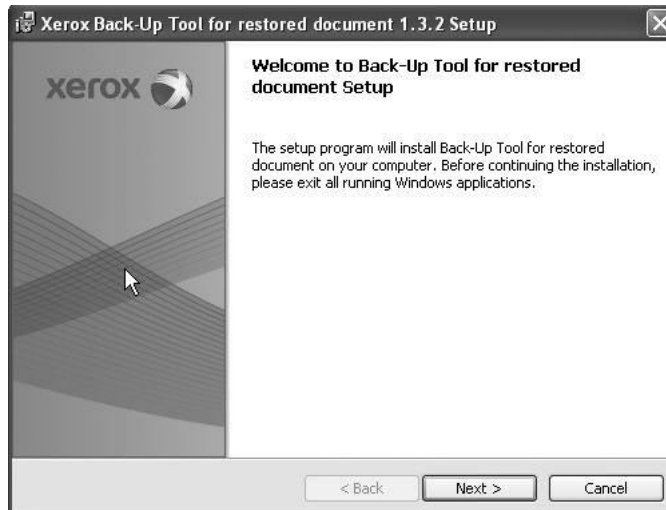 Xerox Back-Up Tool for restored document 1.3.2 Setup
xerox
Welcome to Back-Up Tool for restored
document Setup
The setup program will install Back-Up Tool for restored
document on your computer. Before continuing the installation,
please exit all running Windows applications.
< Back
Next >
Cancel